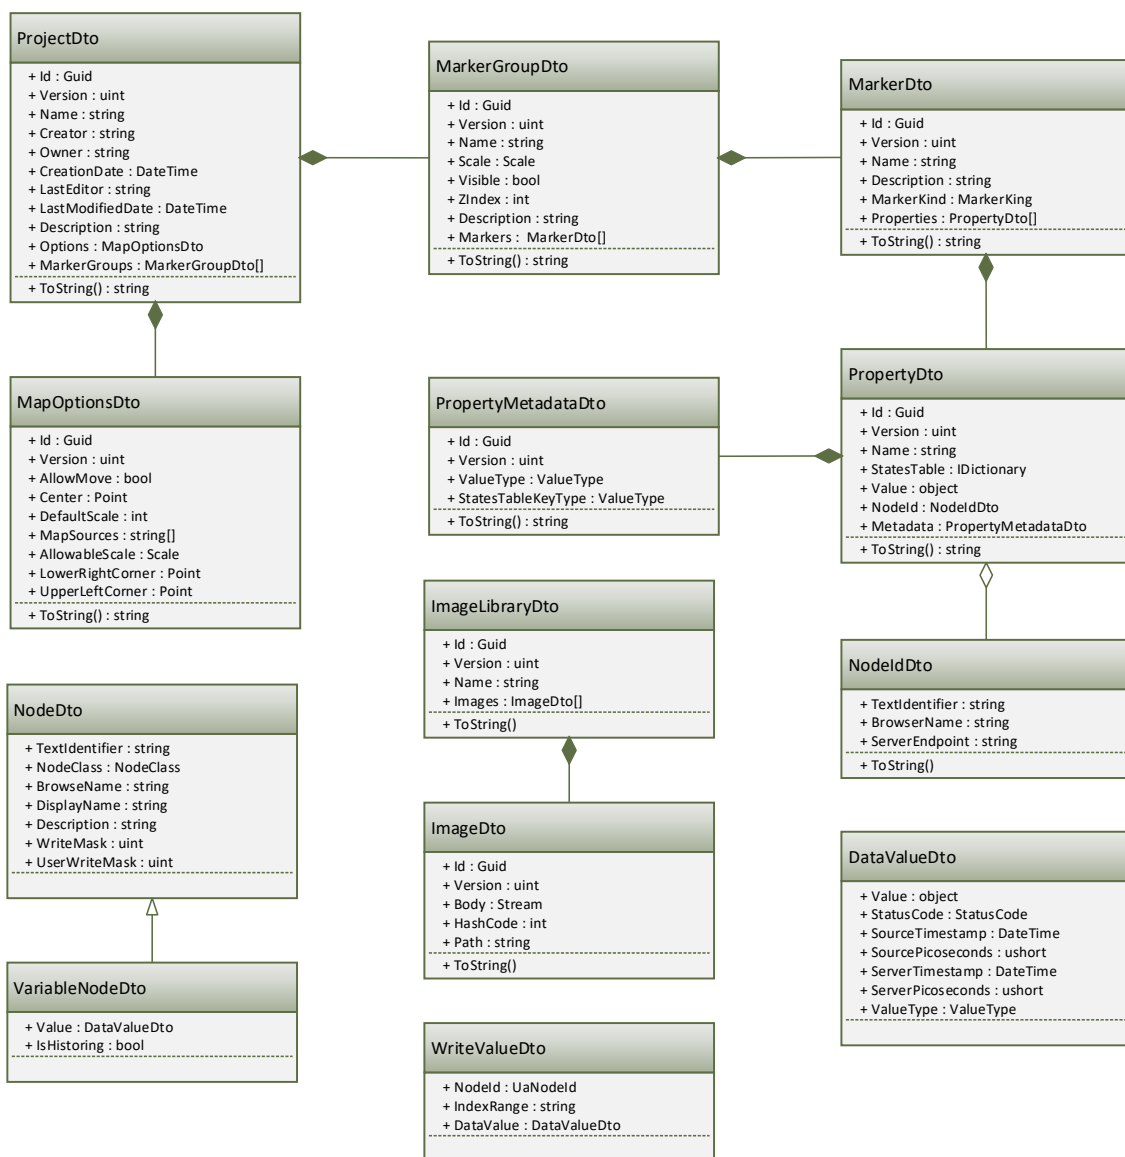 ProjectDto
+ Id : Guid
+ Version : uint
+ Name : string
+ Creator : string
+ Owner : string
+ CreationDate : DateTime
+ LastEditor : string
+ LastModifiedDate : DateTime
+ Description : string
+ Options : MapOptionsDto
+ MarkerGroups : MarkerGroupDto[]
+ ToString() : string
MarkerGroupDto
+ Id : Guid
+ Version : uint
+ Name : string
+ Scale : Scale
+ Visible : bool
+ ZIndex : int
+ Description : string
+ Markers :  MarkerDto[]
+ ToString() : string
MarkerDto
+ Id : Guid
+ Version : uint
+ Name : string
+ Description : string
+ MarkerKind : MarkerKing
+ Properties : PropertyDto[]
+ ToString() : string
MapOptionsDto
+ Id : Guid
+ Version : uint
+ AllowMove : bool
+ Center : Point
+ DefaultScale : int
+ MapSources : string[]
+ AllowableScale : Scale
+ LowerRightCorner : Point
+ UpperLeftCorner : Point
+ ToString() : string
PropertyMetadataDto
+ Id : Guid
+ Version : uint
+ ValueType : ValueType
+ StatesTableKeyType : ValueType
+ ToString() : string
PropertyDto
+ Id : Guid
+ Version : uint
+ Name : string
+ StatesTable : IDictionary
+ Value : object
+ NodeId : NodeIdDto
+ Metadata : PropertyMetadataDto
+ ToString() : string
ImageLibraryDto
+ Id : Guid
+ Version : uint
+ Name : string
+ Images : ImageDto[]
+ ToString()
NodeIdDto
+ TextIdentifier : string
+ BrowserName : string
+ ServerEndpoint : string
+ ToString()
NodeDto
+ TextIdentifier : string
+ NodeClass : NodeClass
+ BrowseName : string
+ DisplayName : string
+ Description : string
+ WriteMask : uint
+ UserWriteMask : uint
ImageDto
+ Id : Guid
+ Version : uint
+ Body : Stream
+ HashCode : int
+ Path : string
+ ToString()
DataValueDto
+ Value : object
+ StatusCode : StatusCode
+ SourceTimestamp : DateTime
+ SourcePicoseconds : ushort
+ ServerTimestamp : DateTime
+ ServerPicoseconds : ushort
+ ValueType : ValueType
VariableNodeDto
+ Value : DataValueDto
+ IsHistoring : bool
WriteValueDto
+ NodeId : UaNodeId
+ IndexRange : string
+ DataValue : DataValueDto